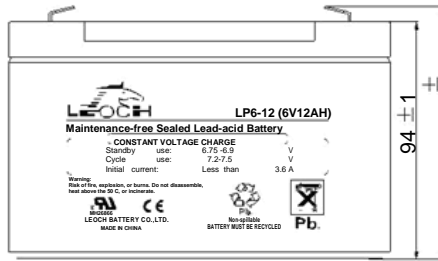 LEOCH
LP6-12 (6V12AH)
Maintenance-free Sealed Lead-acid Battery
CONSTANT VOLTAGE CHARGE
Standby use: 6.75 -6.9 V
Cycle use: 7.2-7.5 V
Initial current: Less than 3.6 A
Warning:
Risk of fire, explosion, or burns. Do not disassemble,
heat above the 50 C, or incinerate.
MH26866
LEOCH BATTERY CO.,LTD.
MADE IN CHINA
CE
Pb
Non-spillable
BATTERY MUST BE RECYCLED
Pb.
94 ±1